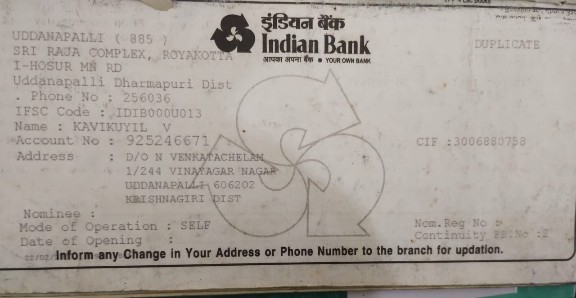 इंडियन बैंक
Indian Bank
आपका अपना बैंक • YOUR OWN BANK
DUPLICATE
UDDANAPALLI ( 885 )
SRI RAJA COMPLEX, ROYAKOTTA
I-HOSUR MN RD
Uddanapalli Dharmapuri Dist
. Phone No : 256036
IFSC Code : IDIB000U013
Name : KAVIKUYIL V
Account No : 925246671
CIF :3006880758
Address : D/O N VENKATACHELAM
1/244 VINAYAGAR NAGAR
UDDANAPALLI 606202
KRISHNAGIRI DIST
Nominee :
Mode of Operation : SELF
Nom.Reg No :
Date of Opening :
Continuity PB.No :2
Inform any Change in Your Address or Phone Number to the branch for updation.